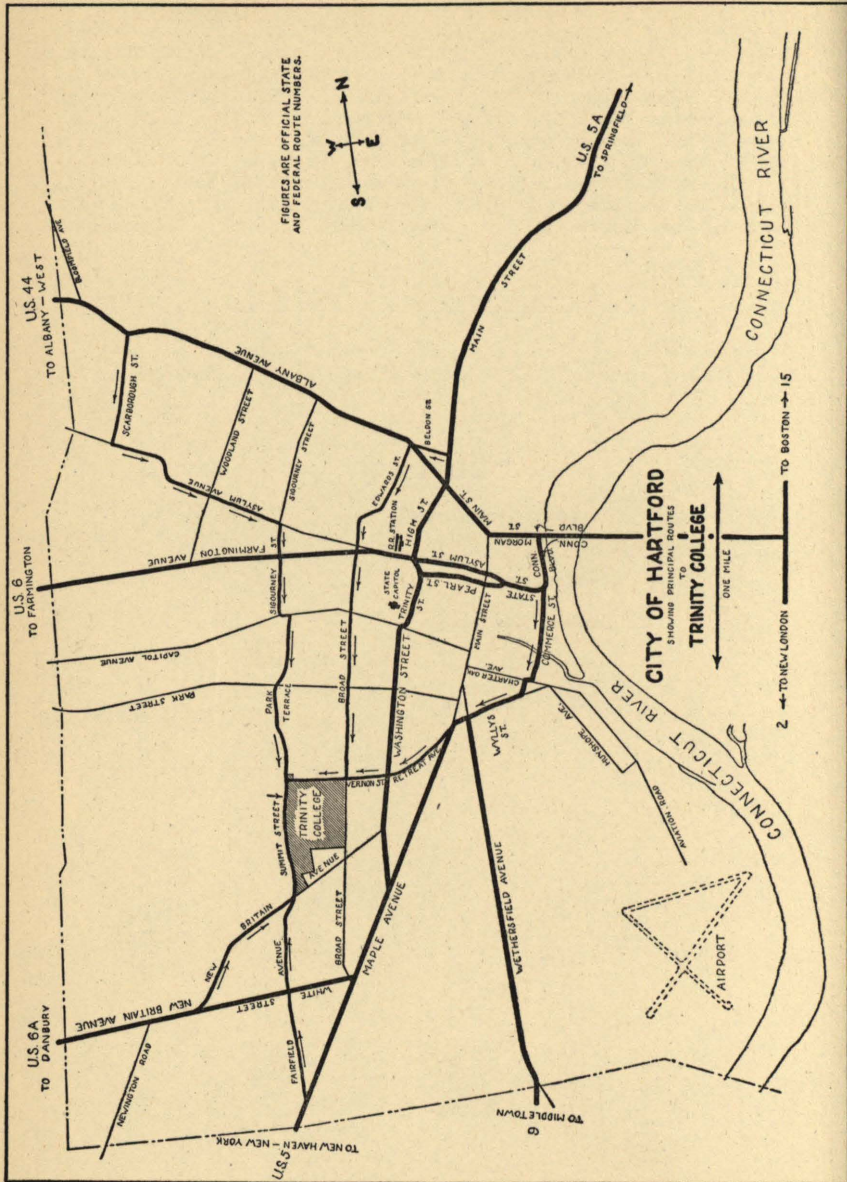 CITY OF HARTFORD
SHOWING PRINCIPAL ROUTES
TO
TRINITY COLLEGE
ONE MILE
2 ← TO NEW LONDON
TO BOSTON → 15
FIGURES ARE OFFICIAL STATE
AND FEDERAL ROUTE NUMBERS.
N
W
E
S
U.S. 44
TO ALBANY – WEST
BLOOMFIELD AVE
U.S. 6
TO FARMINGTON
U.S. 6A
TO DANBURY
U.S. 5A
TO SPRINGFIELD
U.S. 5
TO NEW HAVEN – NEW YORK
9
TO MIDDLETOWN
SCARBOROUGH ST.
ALBANY AVENUE
WOODLAND STREET
SIGOURNEY STREET
ASYLUM AVENUE
FARMINGTON
AVENUE
SIGOURNEY
ST.
EDWARDS ST.
BELDON ST.
MAIN
STREET
R.R. STATION
HIGH ST.
MAIN ST.
ASYLUM ST.
PEARL ST.
STATE
ST.
STATE
CAPITOL
TRINITY
ST.
MORGAN
ST.
CONN
BLVD
CONN
BLVD
COMMERCE ST.
MAIN STREET
CHARTER OAK
AVE.
WYLLYS
ST.
HUYSHOPE
AVE.
AVIATION ROAD
AIRPORT
CAPITOL AVENUE
PARK STREET
PARK
TERRACE
BROAD STREET
WASHINGTON STREET
RETREAT AVE.
VERNON ST.
SUMMIT STREET
TRINITY
COLLEGE
NEW
BRITAIN
AVENUE
BROAD STREET
MAPLE AVENUE
WETHERSFIELD AVENUE
NEW BRITAIN AVENUE
WHITE
STREET
FAIRFIELD
AVENUE
NEWINGTON ROAD
CONNECTICUT RIVER
CONNECTICUT RIVER